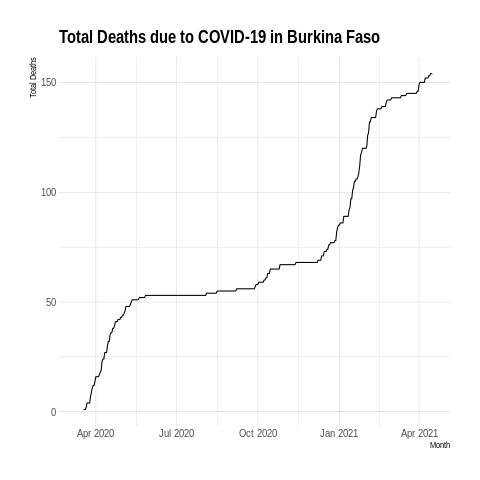 Total Deaths due to COVID-19 in Burkina Faso
Total Deaths
150
100
50
0
Apr 2020 Jul 2020 Oct 2020 Jan 2021 Apr 2021
Month